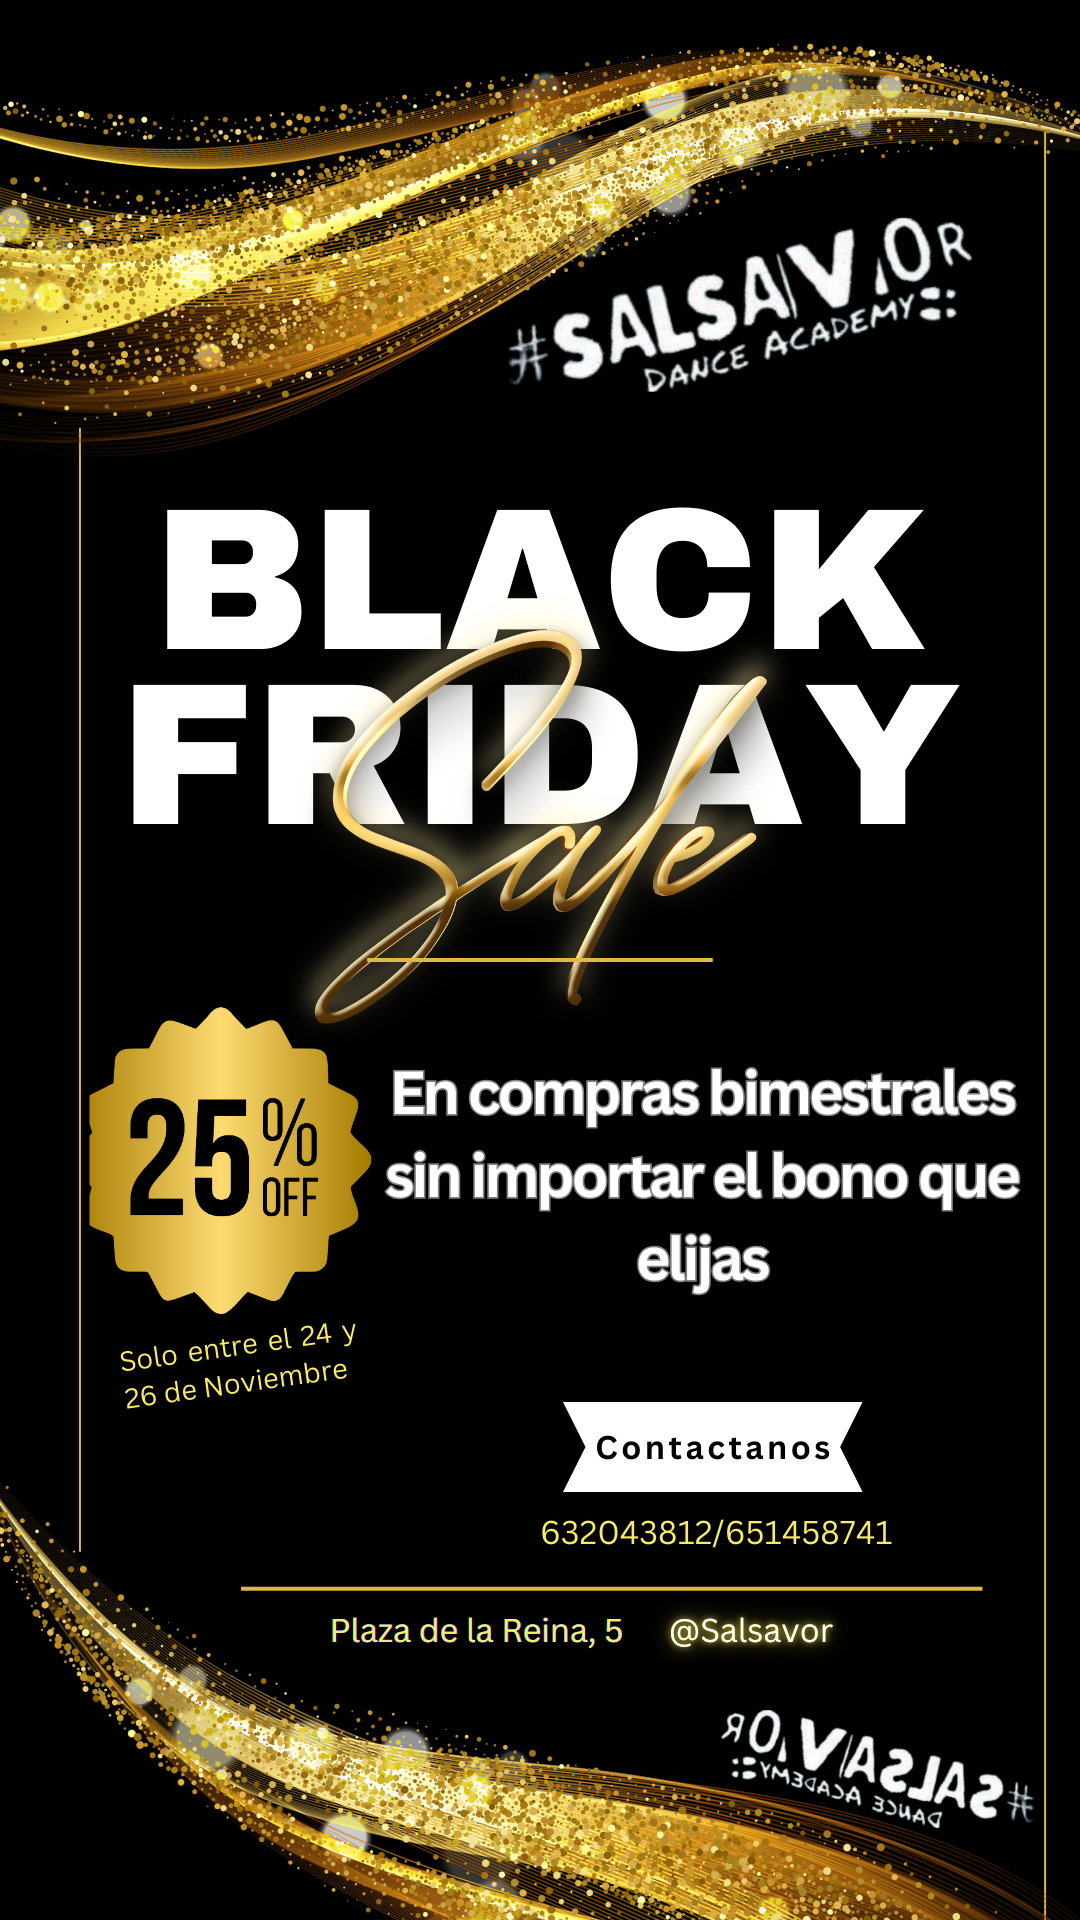 #SALSAVOR
DANCE ACADEMY
BLACK
FRIDAY
Sale
25% OFF
En compras bimestrales
sin importar el bono que
elijas
Solo entre el 24 y
26 de Noviembre
Contactanos
632043812/651458741
Plaza de la Reina, 5 @Salsavor
#SALSAVOR
DANCE ACADEMY